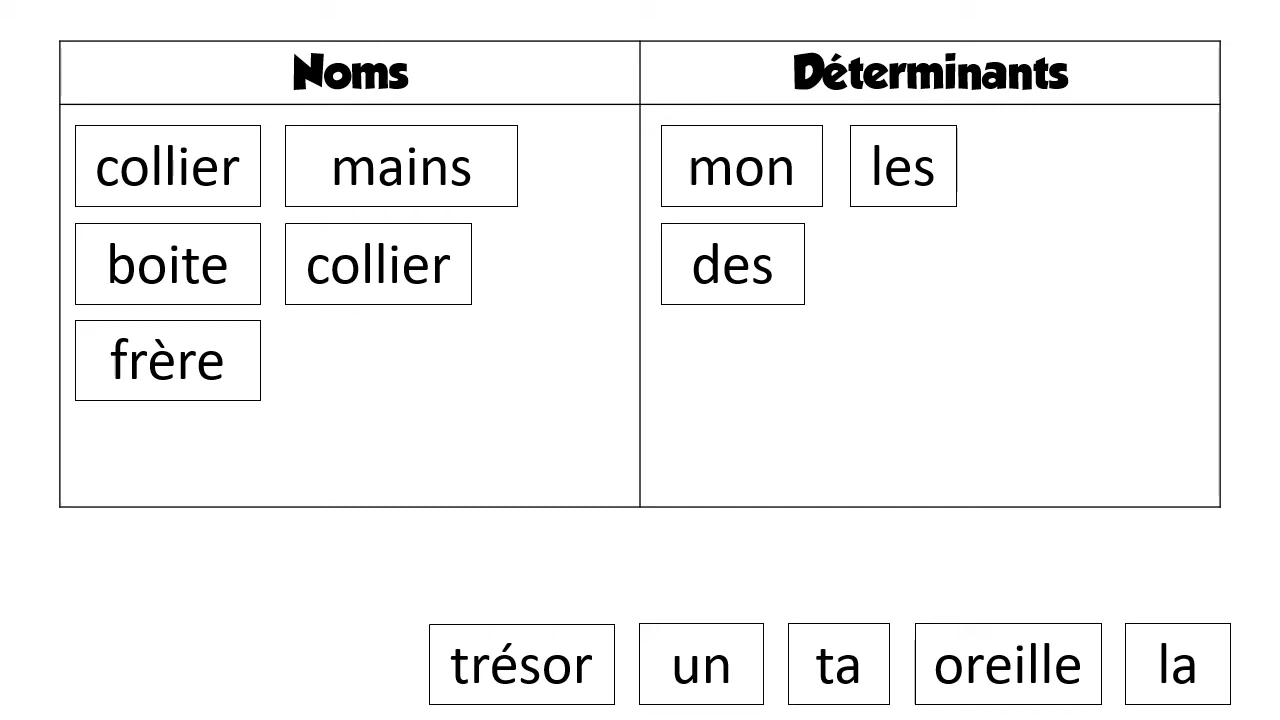 Noms Déterminants
collier mains mon les
boite collier des
frère
trésor un ta oreille la